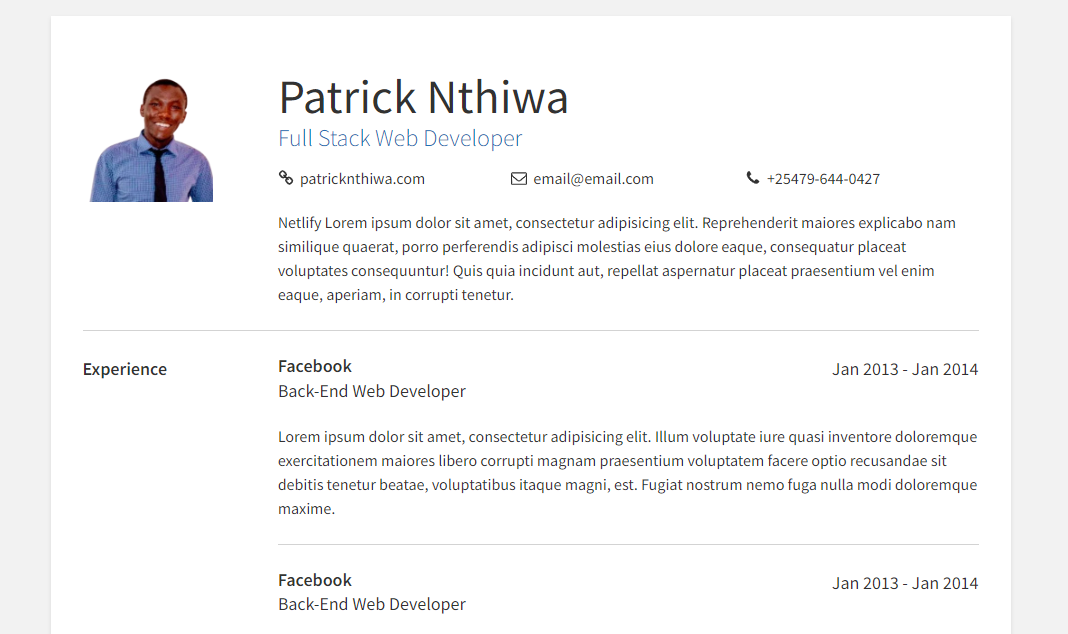 Patrick Nthiwa
Full Stack Web Developer
patricknthiwa.com
email@email.com
+25479-644-0427
Netlify Lorem ipsum dolor sit amet, consectetur adipisicing elit. Reprehenderit maiores explicabo nam
similique quaerat, porro perferendis adipisci molestias eius dolore eaque, consequatur placeat
voluptates consequuntur! Quis quia incidunt aut, repellat aspernatur placeat praesentium vel enim
eaque, aperiam, in corrupti tenetur.
Experience
Facebook
Jan 2013 - Jan 2014
Back-End Web Developer
Lorem ipsum dolor sit amet, consectetur adipisicing elit. Illum voluptate iure quasi inventore doloremque
exercitationem maiores libero corrupti magnam praesentium voluptatem facere optio recusandae sit
debitis tenetur beatae, voluptatibus itaque magni, est. Fugiat nostrum nemo fuga nulla modi doloremque
maxime.
Facebook
Jan 2013 - Jan 2014
Back-End Web Developer